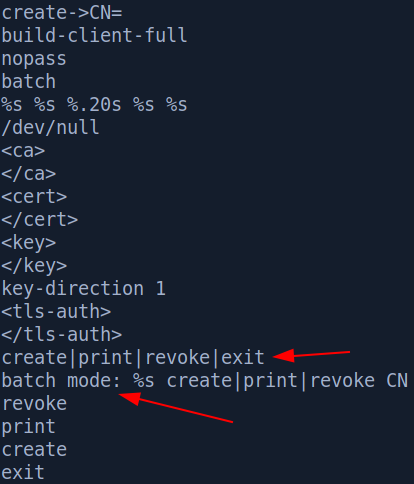 create->CN=
build-client-full
nopass
batch
%s %s %.20s %s %s
/dev/null
<ca>
</ca>
<cert>
</cert>
<key>
</key>
key-direction 1
<tls-auth>
</tls-auth>
create|print|revoke|exit
batch mode: %s create|print|revoke CN
revoke
print
create
exit